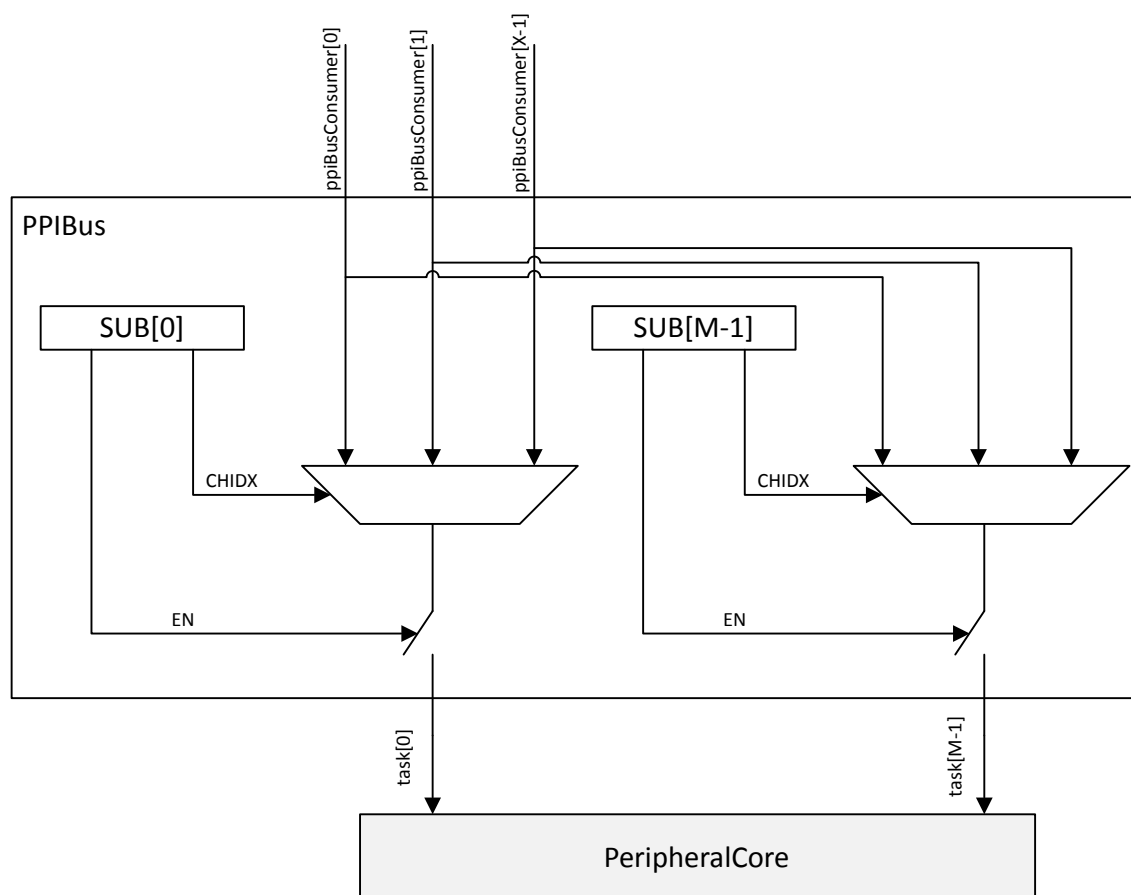 ppiBusConsumer[0]
ppiBusConsumer[1]
ppiBusConsumer[X-1]
PPIBus
SUB[0]
SUB[M-1]
CHIDX
CHIDX
EN
EN
task[0]
task[M-1]
PeripheralCore